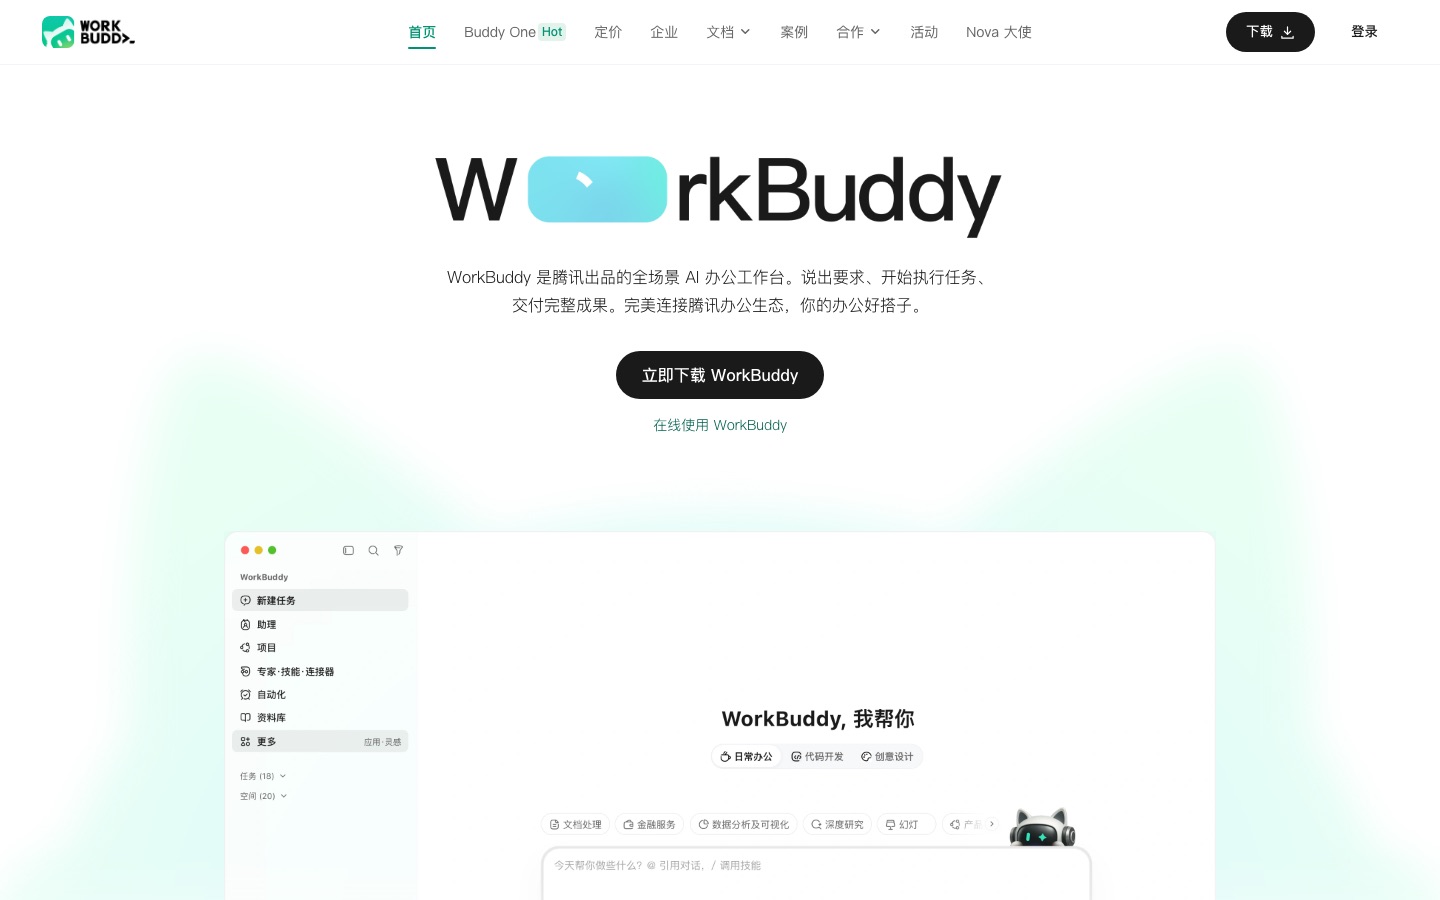 WORK
BUDD>_
首页
Buddy One Hot
定价
企业
文档
案例
合作
活动
Nova 大使
下载
登录
W rkBuddy
WorkBuddy 是腾讯出品的全场景 AI 办公工作台。说出要求、开始执行任务、
交付完整成果。完美连接腾讯办公生态，你的办公好搭子。
立即下载 WorkBuddy
在线使用 WorkBuddy
WorkBuddy
新建任务
助理
项目
专家·技能·连接器
自动化
资料库
更多 应用·灵感
任务 (18)
空间 (20)
WorkBuddy, 我帮你
日常办公 代码开发 创意设计
文档处理 金融服务 数据分析及可视化 深度研究 幻灯 产品
今天帮你做些什么？@ 引用对话，/ 调用技能